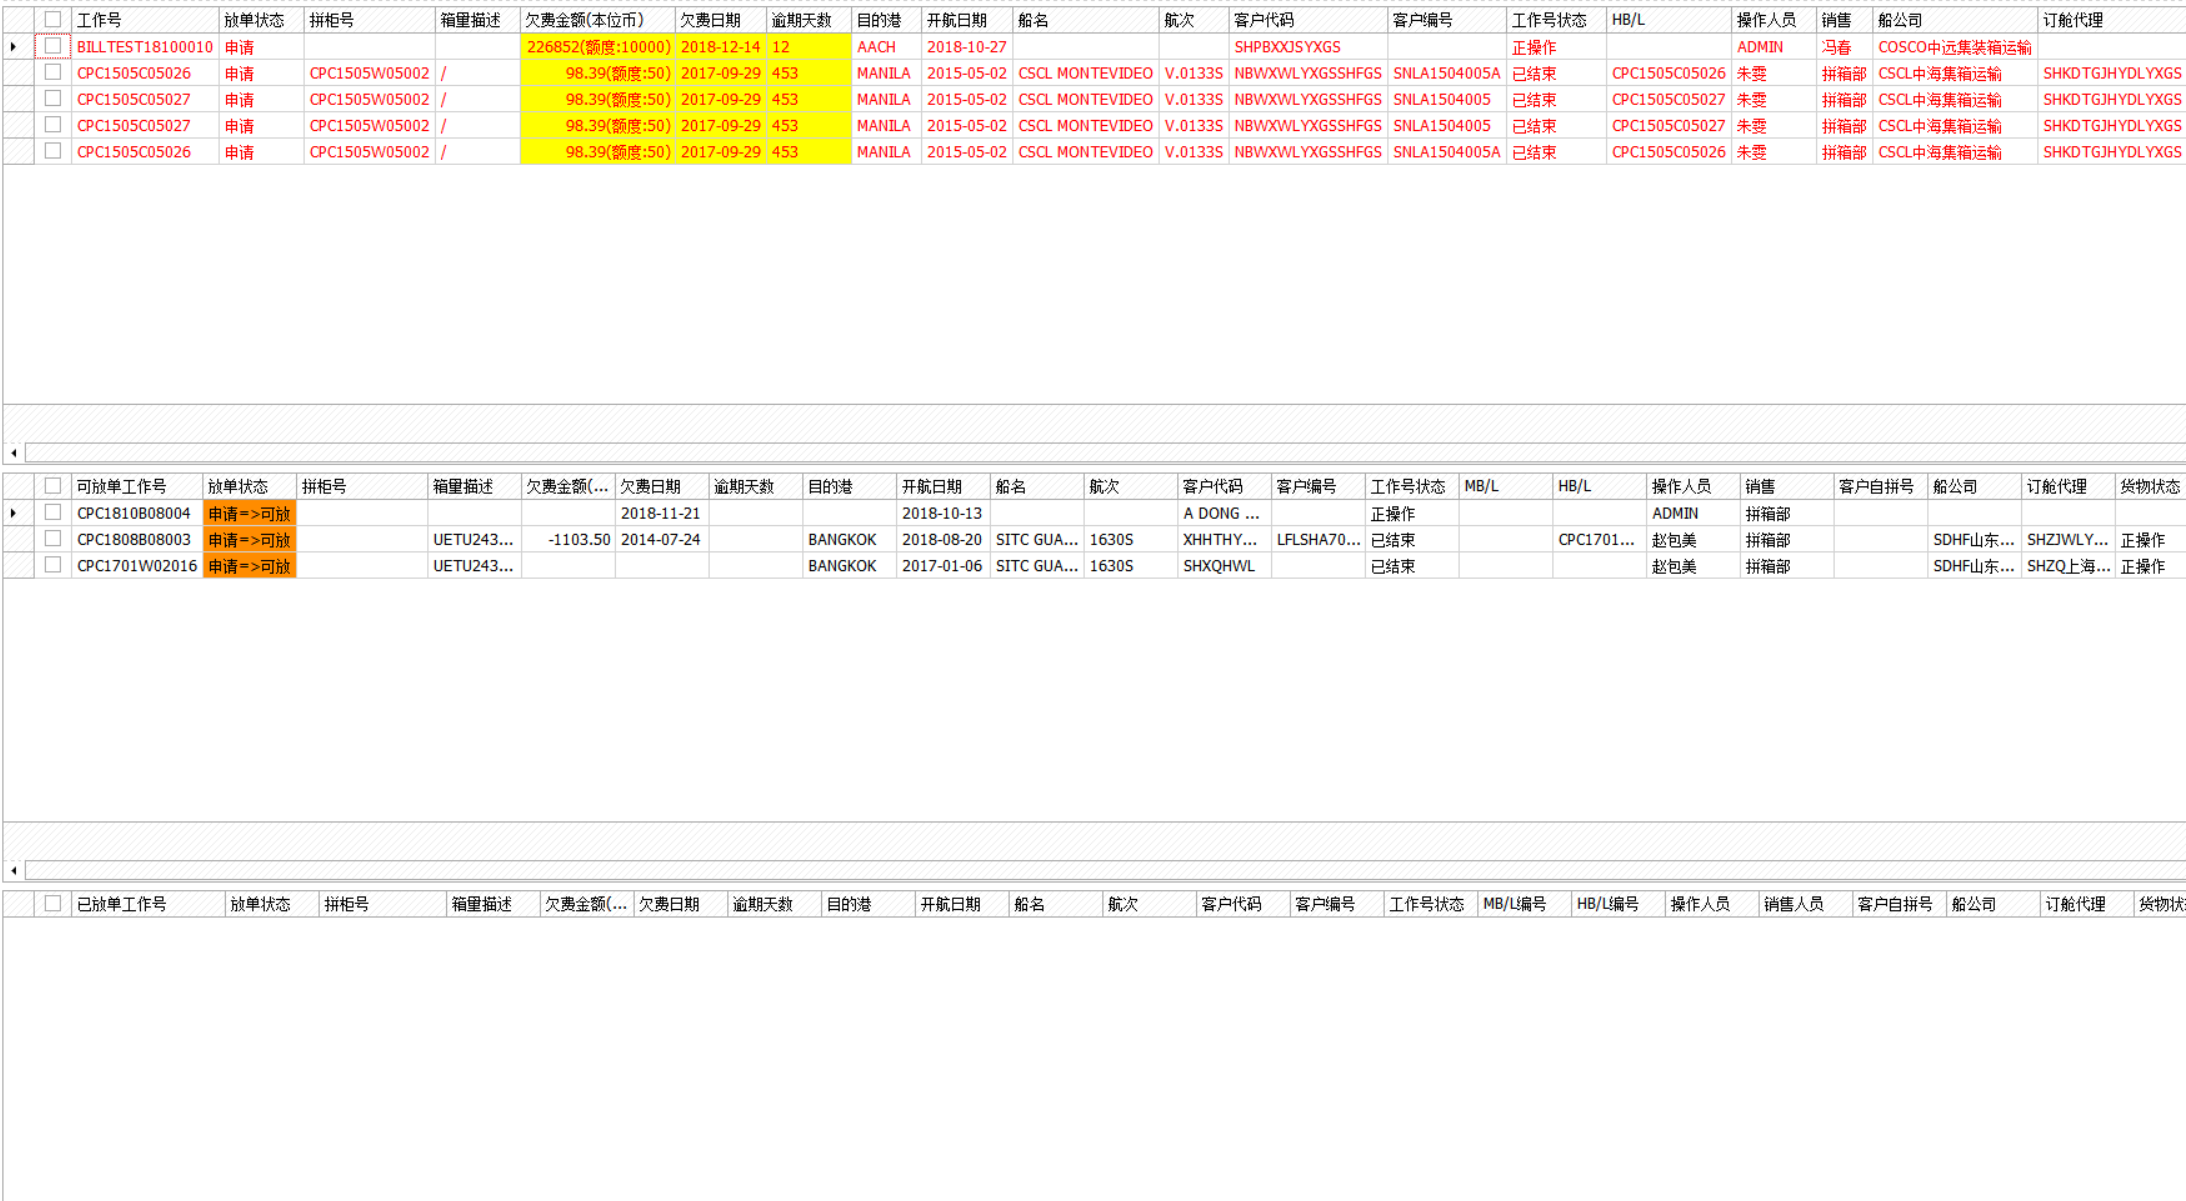 工作号 放单状态 拼柜号 箱里描述 欠费金额(本位币) 欠费日期 逾期天数 目的港 开航日期 船名 航次 客户代码 客户编号 工作号状态 HB/L 操作人员 销售 船公司 订舱代理
BILLTEST18100010 申请 226852(额度:10000) 2018-12-14 12 AACH 2018-10-27 SHPBXXJSYXGS 正操作 ADMIN 冯春 COSCO中远集装箱运输
CPC1505C05026 申请 CPC1505W05002 / 98.39(额度:50) 2017-09-29 453 MANILA 2015-05-02 CSCL MONTEVIDEO V.0133S NBWXWLYXGSSHFGS SNLA1504005A 已结束 CPC1505C05026 朱雯 拼箱部 CSCL中海集箱运输 SHKDTGJHYDLYXGS
CPC1505C05027 申请 CPC1505W05002 / 98.39(额度:50) 2017-09-29 453 MANILA 2015-05-02 CSCL MONTEVIDEO V.0133S NBWXWLYXGSSHFGS SNLA1504005 已结束 CPC1505C05027 朱雯 拼箱部 CSCL中海集箱运输 SHKDTGJHYDLYXGS
CPC1505C05027 申请 CPC1505W05002 / 98.39(额度:50) 2017-09-29 453 MANILA 2015-05-02 CSCL MONTEVIDEO V.0133S NBWXWLYXGSSHFGS SNLA1504005 已结束 CPC1505C05027 朱雯 拼箱部 CSCL中海集箱运输 SHKDTGJHYDLYXGS
CPC1505C05026 申请 CPC1505W05002 / 98.39(额度:50) 2017-09-29 453 MANILA 2015-05-02 CSCL MONTEVIDEO V.0133S NBWXWLYXGSSHFGS SNLA1504005A 已结束 CPC1505C05026 朱雯 拼箱部 CSCL中海集箱运输 SHKDTGJHYDLYXGS
可放单工作号 放单状态 拼柜号 箱里描述 欠费金额(... 欠费日期 逾期天数 目的港 开航日期 船名 航次 客户代码 客户编号 工作号状态 MB/L HB/L 操作人员 销售 客户自拼号 船公司 订舱代理 货物状态
CPC1810B08004 申请=>可放 2018-11-21 2018-10-13 A DONG ... 正操作 ADMIN 拼箱部
CPC1808B08003 申请=>可放 UETU243... -1103.50 2014-07-24 BANGKOK 2018-08-20 SITC GUA... 1630S XHHTHY... LFLSHA70... 已结束 CPC1701... 赵包美 拼箱部 SDHF山东... SHZJWLY... 正操作
CPC1701W02016 申请=>可放 UETU243... BANGKOK 2017-01-06 SITC GUA... 1630S SHXQHWL 已结束 赵包美 拼箱部 SDHF山东... SHZQ上海... 正操作
已放单工作号 放单状态 拼柜号 箱里描述 欠费金额(... 欠费日期 逾期天数 目的港 开航日期 船名 航次 客户代码 客户编号 工作号状态 MB/L编号 HB/L编号 操作人员 销售人员 客户自拼号 船公司 订舱代理 货物状